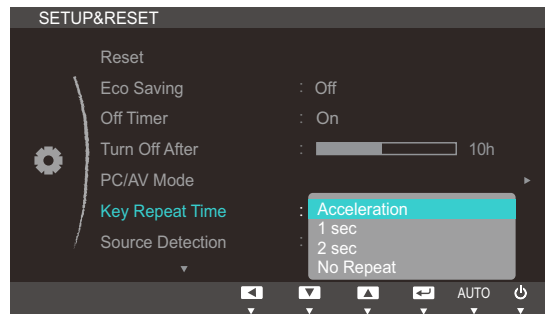 SETUP&RESET
Reset
Eco Saving : Off
Off Timer : On
Turn Off After : 10h
PC/AV Mode
Key Repeat Time : Acceleration
1 sec
Source Detection :
2 sec
No Repeat
AUTO